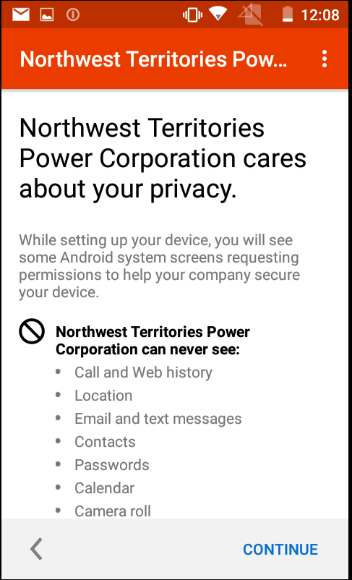 12:08
Northwest Territories Pow...
Northwest Territories
Power Corporation cares
about your privacy.
While setting up your device, you will see
some Android system screens requesting
permissions to help your company secure
your device.
Northwest Territories Power
Corporation can never see:
• Call and Web history
• Location
• Email and text messages
• Contacts
• Passwords
• Calendar
• Camera roll
CONTINUE